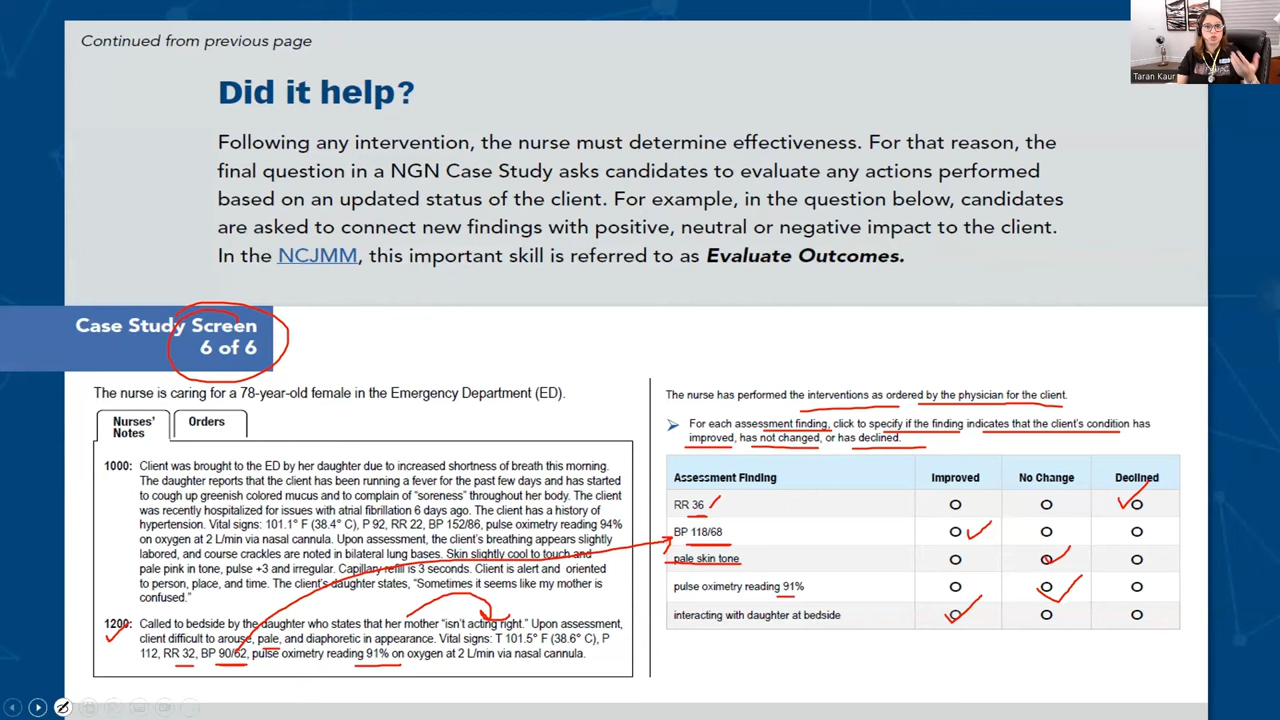 Continued from previous page
Taran Kaur
Did it help?
Following any intervention, the nurse must determine effectiveness. For that reason, the
final question in a NGN Case Study asks candidates to evaluate any actions performed
based on an updated status of the client. For example, in the question below, candidates
are asked to connect new findings with positive, neutral or negative impact to the client.
In the NCJMM, this important skill is referred to as Evaluate Outcomes.
Case Study Screen
6 of 6
The nurse is caring for a 78-year-old female in the Emergency Department (ED).
Nurses'
Notes
Orders
1000: Client was brought to the ED by her daughter due to increased shortness of breath this morning.
The daughter reports that the client has been running a fever for the past few days and has started
to cough up greenish colored mucus and to complain of "soreness" throughout her body. The client
was recently hospitalized for issues with atrial fibrillation 6 days ago. The client has a history of
hypertension. Vital signs: 101.1° F (38.4° C), P 92, RR 22, BP 152/86, pulse oximetry reading 94%
on oxygen at 2 L/min via nasal cannula. Upon assessment, the client's breathing appears slightly
labored, and course crackles are noted in bilateral lung bases. Skin slightly cool to touch and
pale pink in tone, pulse +3 and irregular. Capillary refill is 3 seconds. Client is alert and oriented
to person, place, and time. The client's daughter states, "Sometimes it seems like my mother is
confused."
1200: Called to bedside by the daughter who states that her mother "isn't acting right." Upon assessment,
client difficult to arouse, pale, and diaphoretic in appearance. Vital signs: T 101.5° F (38.6° C), P
112, RR 32, BP 90/62, pulse oximetry reading 91% on oxygen at 2 L/min via nasal cannula.
The nurse has performed the interventions as ordered by the physician for the client.
For each assessment finding, click to specify if the finding indicates that the client's condition has
improved, has not changed, or has declined.
Assessment Finding Improved No Change Declined
RR 36
BP 118/68
pale skin tone
pulse oximetry reading 91%
interacting with daughter at bedside